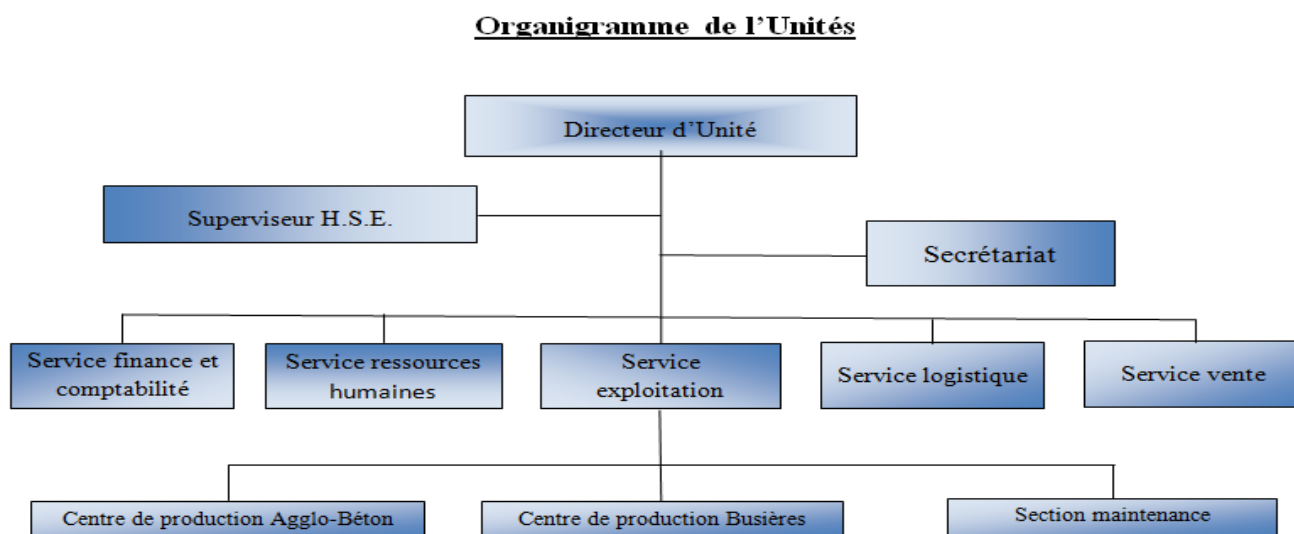 Organigramme de l'Unités
Directeur d'Unité
Superviseur H.S.E.
Secrétariat
Service finance et
comptabilité
Service ressources
humaines
Service
exploitation
Service logistique
Service vente
Centre de production Agglo-Béton
Centre de production Busières
Section maintenance